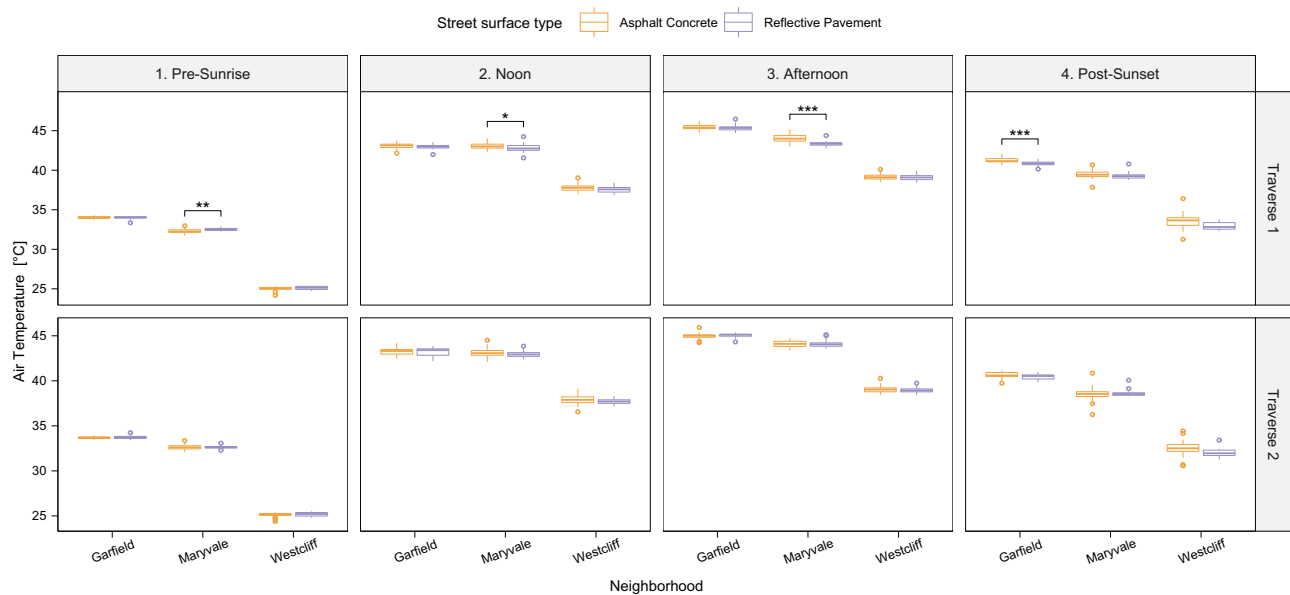 Street surface type Asphalt Concrete Reflective Pavement
1. Pre-Sunrise 2. Noon 3. Afternoon 4. Post-Sunset
45
40
35
30
25
** * *** ***
Traverse 1
Air Temperature [°C]
45
40
35
30
25
Traverse 2
Garfield Maryvale Westcliff Garfield Maryvale Westcliff Garfield Maryvale Westcliff Garfield Maryvale Westcliff
Neighborhood